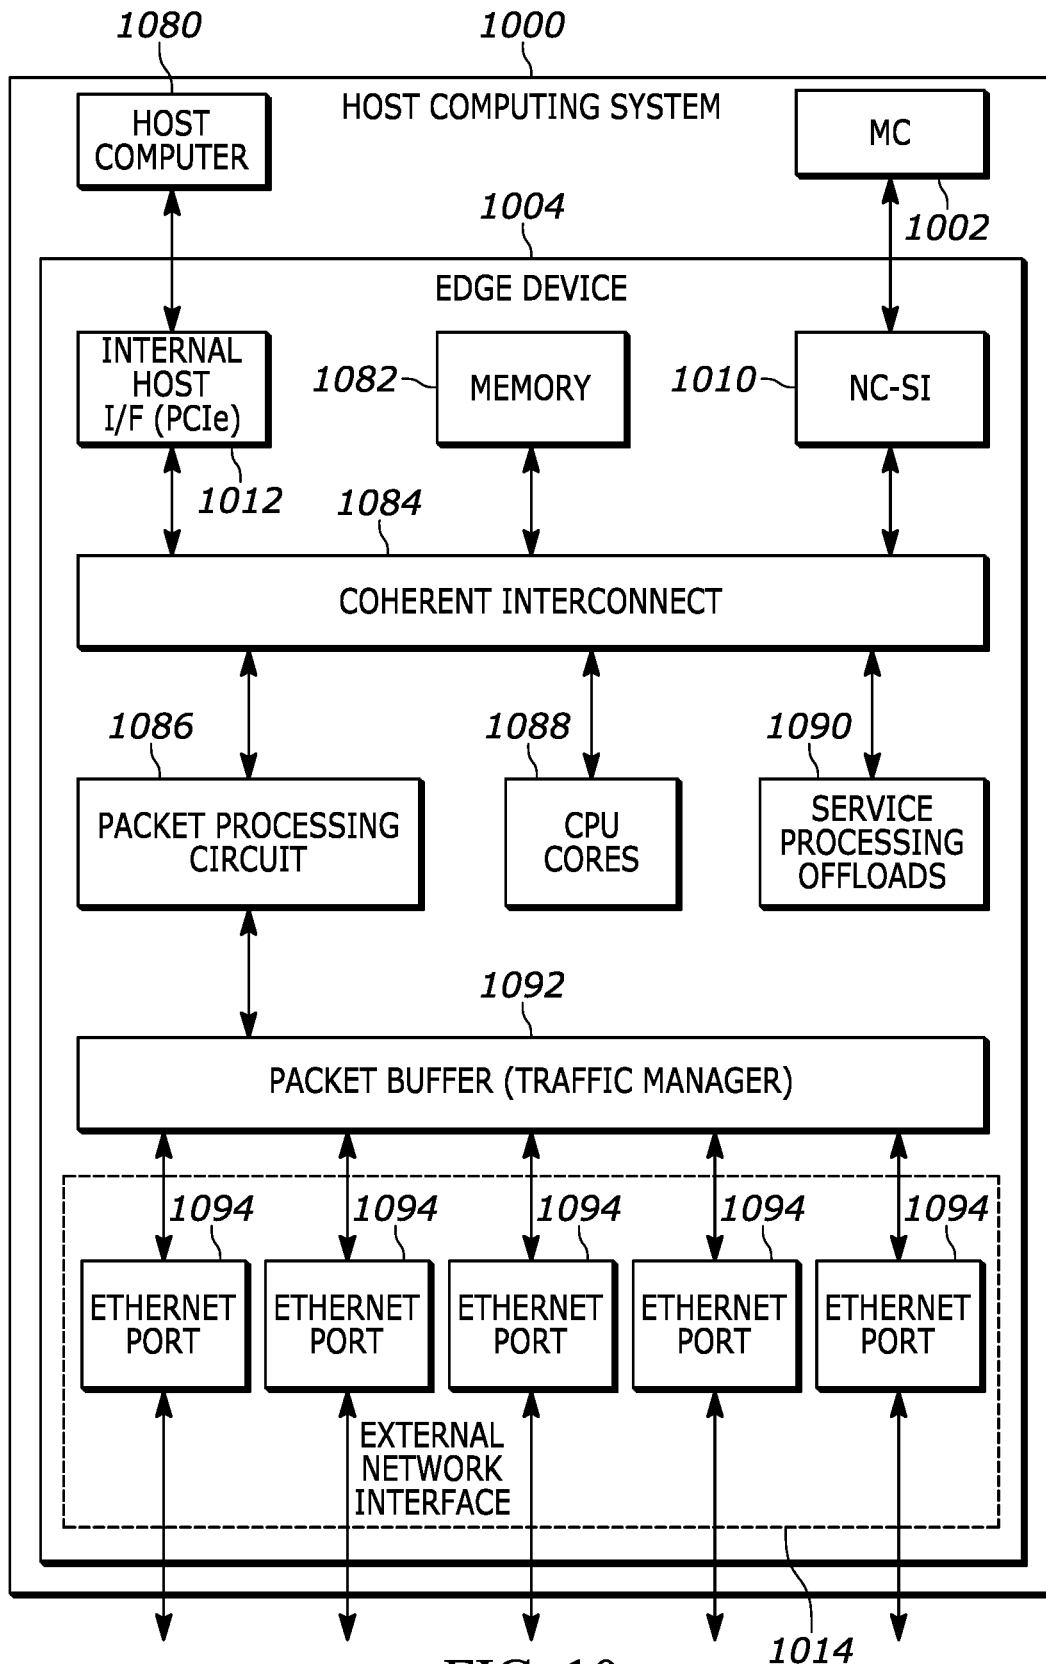 1080
1000
HOST COMPUTING SYSTEM
HOST
COMPUTER
MC
1002
1004
EDGE DEVICE
INTERNAL
HOST
I/F (PCIe)
1012
1082
MEMORY
1010
NC-SI
1084
COHERENT INTERCONNECT
1086
1088
1090
PACKET PROCESSING
CIRCUIT
CPU
CORES
SERVICE
PROCESSING
OFFLOADS
1092
PACKET BUFFER (TRAFFIC MANAGER)
1094
1094
1094
1094
1094
ETHERNET
PORT
ETHERNET
PORT
ETHERNET
PORT
ETHERNET
PORT
ETHERNET
PORT
EXTERNAL
NETWORK
INTERFACE
1014
FIG. 10